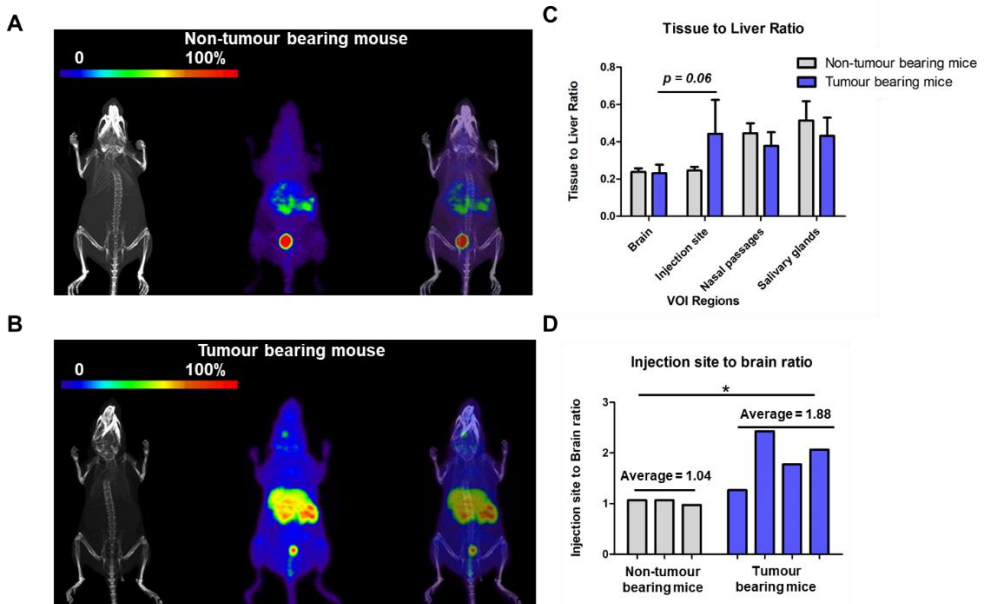 A
Non-tumour bearing mouse
0 100%
B
Tumour bearing mouse
0 100%
C
Tissue to Liver Ratio
Non-tumour bearing mice
Tumour bearing mice
p = 0.06
Tissue to Liver Ratio
0.8
0.6
0.4
0.2
0.0
Brain
Injection site
Nasal passages
Salivary glands
VOI Regions
D
Injection site to brain ratio
*
Average = 1.88
Average = 1.04
Injection site to Brain ratio
3
2
1
0
Non-tumour
bearing mice
Tumour
bearing mice